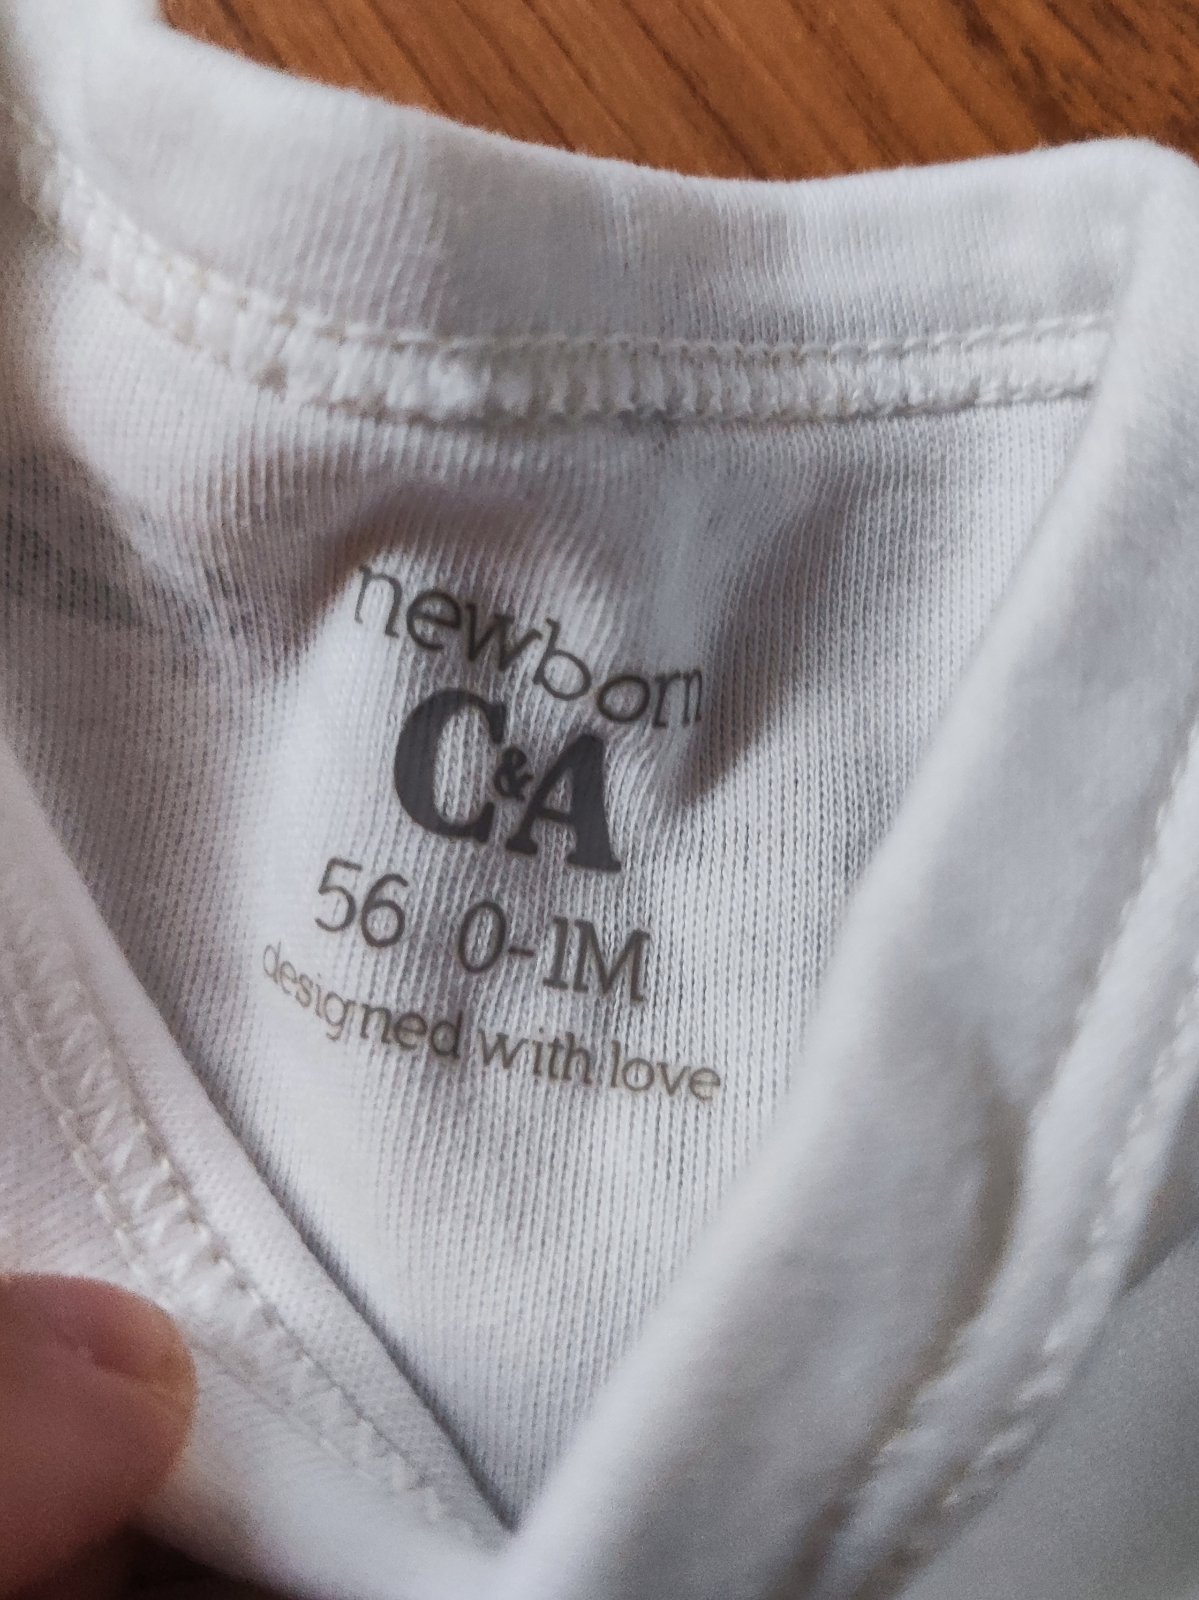 newborn
C&A
56 0-1M
designed with love